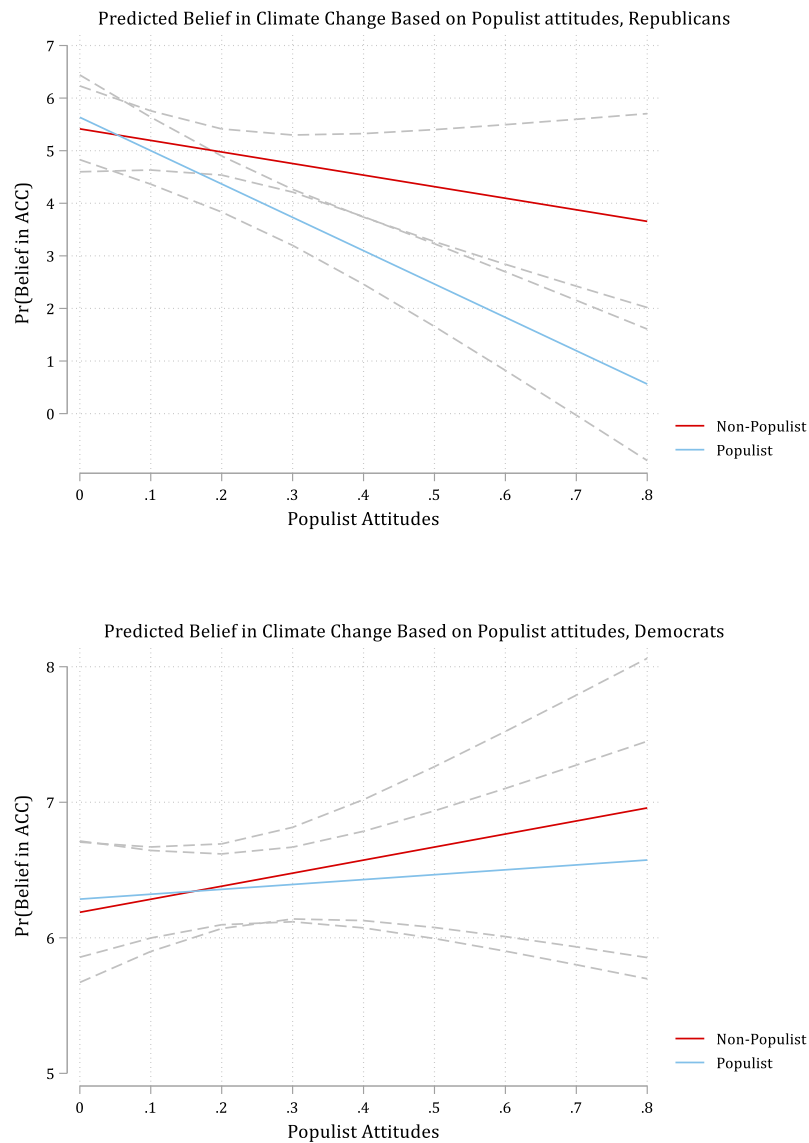 Predicted Belief in Climate Change Based on Populist attitudes, Republicans
7
6
5
4
3
2
1
0
Pr(Belief in ACC)
0 .1 .2 .3 .4 .5 .6 .7 .8
Populist Attitudes
Non-Populist
Populist
Predicted Belief in Climate Change Based on Populist attitudes, Democrats
8
7
6
5
Pr(Belief in ACC)
0 .1 .2 .3 .4 .5 .6 .7 .8
Populist Attitudes
Non-Populist
Populist